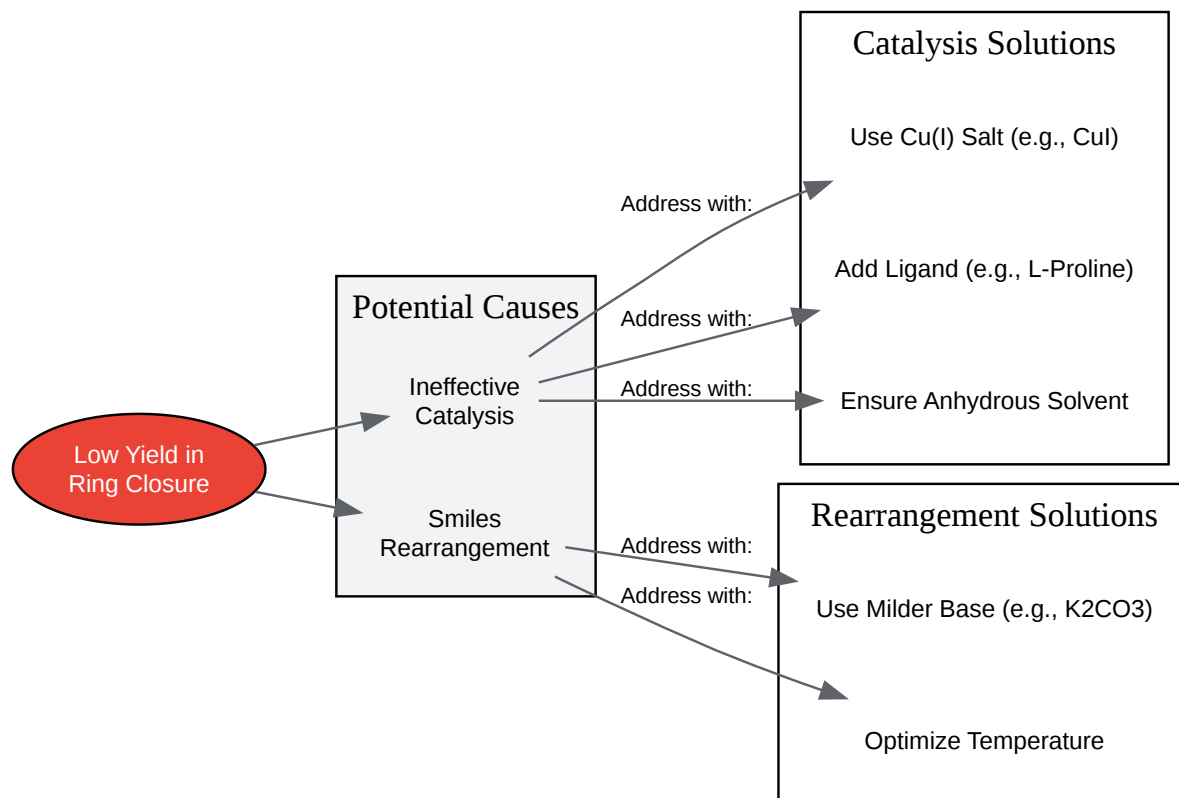 Low Yield in
Ring Closure
Potential Causes
Ineffective
Catalysis
Smiles
Rearrangement
Address with:
Address with:
Address with:
Address with:
Address with:
Catalysis Solutions
Use Cu(I) Salt (e.g., CuI)
Add Ligand (e.g., L-Proline)
Ensure Anhydrous Solvent
Rearrangement Solutions
Use Milder Base (e.g., K2CO3)
Optimize Temperature